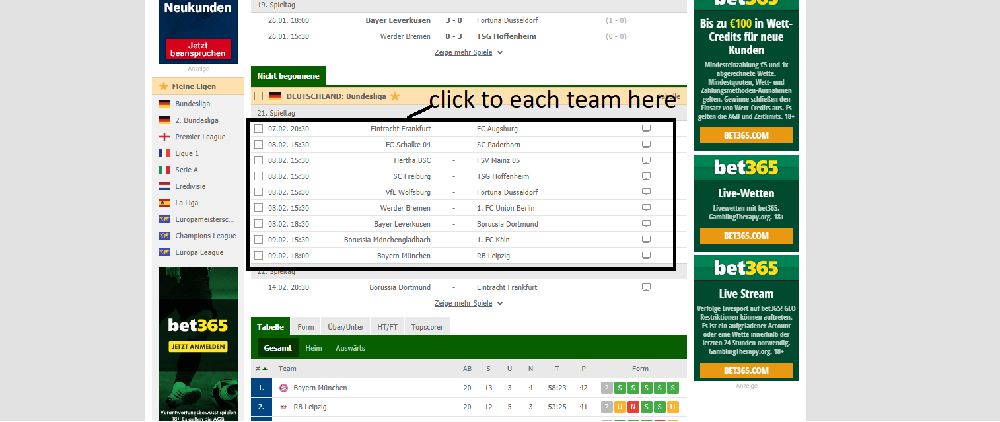 Neukunden
Jetzt
beanspruchen
Anzeige
Meine Ligen
Bundesliga
2. Bundesliga
Premier League
Ligue 1
Serie A
Eredivisie
La Liga
Europameistersc...
Champions League
Europa League
bet365
JETZT ANMELDEN
Verantwortungsbewusst spielen
18+ Es gelten die AGB
19. Spieltag
26.01. 18:00 Bayer Leverkusen 3 - 0 Fortuna Düsseldorf (1 - 0)
26.01. 15:30 Werder Bremen 0 - 3 TSG Hoffenheim (0 - 0)
Zeige mehr Spiele
Nicht begonnene
DEUTSCHLAND: Bundesliga Tabelle
click to each team here
21. Spieltag
07.02. 20:30 Eintracht Frankfurt - FC Augsburg
08.02. 15:30 FC Schalke 04 - SC Paderborn
08.02. 15:30 Hertha BSC - FSV Mainz 05
08.02. 15:30 SC Freiburg - TSG Hoffenheim
08.02. 15:30 VfL Wolfsburg - Fortuna Düsseldorf
08.02. 15:30 Werder Bremen - 1. FC Union Berlin
08.02. 18:30 Bayer Leverkusen - Borussia Dortmund
09.02. 15:30 Borussia Mönchengladbach - 1. FC Köln
09.02. 18:00 Bayern München - RB Leipzig
22. Spieltag
14.02. 20:30 Borussia Dortmund - Eintracht Frankfurt
Zeige mehr Spiele
Tabelle Form Über/Unter HT/FT Topscorer
Gesamt Heim Auswärts
# Team AB S U N T P Form
1. Bayern München 20 13 3 4 58:23 42 ? S S S S S
2. RB Leipzig 20 12 5 3 53:25 41 ? U N S S U
bet365
Bis zu €100 in Wett-
Credits für neue
Kunden
Mindesteinzahlung €5 und 1x
abgerechnete Wette.
Mindestquoten, Wett- und
Zahlungsmethoden-Ausnahmen
gelten. Gewinne schließen den
Einsatz von Wett-Credits aus. Es
gelten die AGB und Zeitlimits. 18+
BET365.COM
bet365
Live-Wetten
Livewetten mit bet365.
GamblingTherapy.org. 18+
BET365.COM
bet365
Live Stream
Verfolge Livesport auf bet365! GEO
Restriktionen können auftreten.
Es ist ein aufgeladener Account
oder eine Wette innerhalb der
letzten 24 Stunden notwendig.
GamblingTherapy.org. 18+
BET365.COM
Anzeige